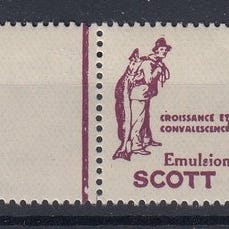 CROISSANCE ET
CONVALESCENCE
Emulsion
SCOTT